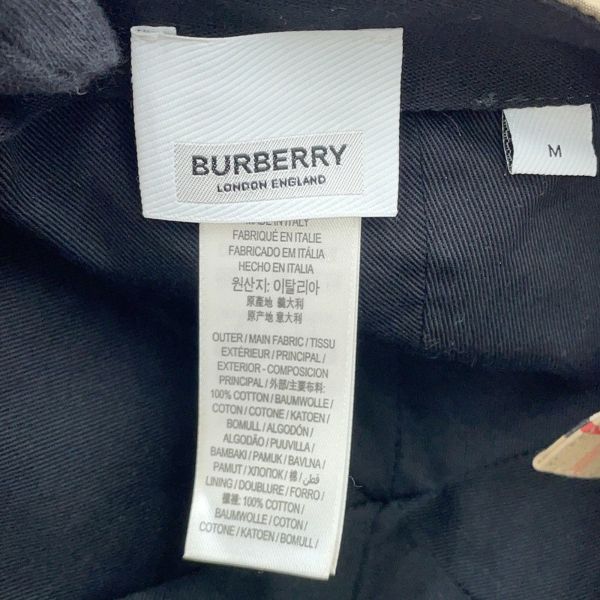 BURBERRY
LONDON ENGLAND
M
MADE IN ITALY
FABRIQUÉ EN ITALIE
FABRICADO EM ITÁLIA
HECHO EN ITALIA
원산지: 이탈리아
原產地 義大利
原产地 意大利
OUTER / MAIN FABRIC / TISSU
EXTÉRIEUR / PRINCIPAL /
EXTERIOR - COMPOSICION
PRINCIPAL / 外部/主要布料:
100% COTTON / BAUMWOLLE /
COTON / COTONE / KATOEN /
BOMULL / ALGODÓN /
ALGODÃO / PUUVILLA /
BAMBAKI / PAMUK / BAVLNA /
PAMUT / ХЛОПОК / 棉 / قطن /
LINING / DOUBLURE / FORRO /
襯裡: 100% COTTON /
BAUMWOLLE / COTON /
COTONE / KATOEN / BOMULL /